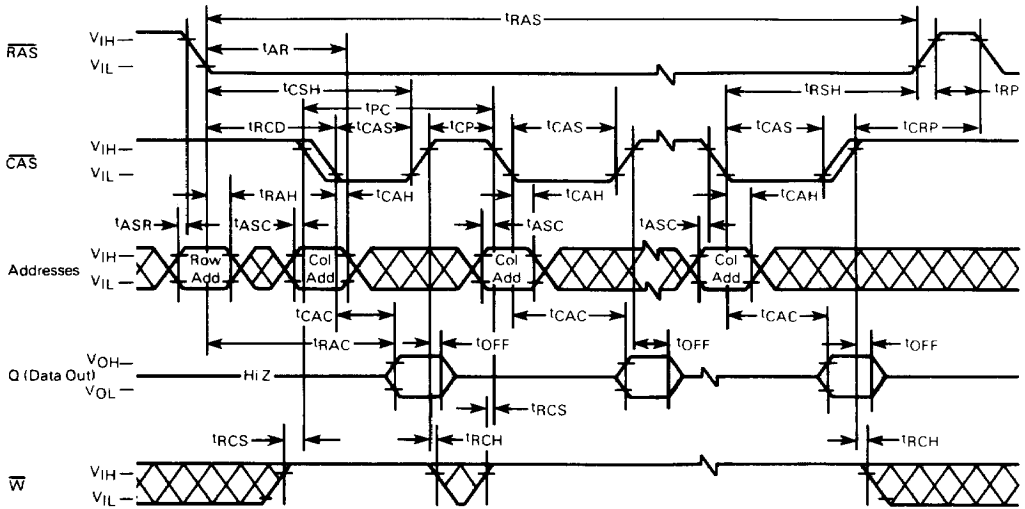 tRAS
RAS VIH
tAR
VIL
tCSH
tRSH
tRP
tPC
tRCD tCAS tCP tCAS tCAS tCRP
CAS VIH
VIL
tRAH tCAH tCAH tCAH
tASR tASC tASC tASC
Addresses VIH Row Add Col Add Col Add Col Add
VIL
tCAC tCAC tCAC
tRAC tOFF tOFF tOFF
VOH
Q (Data Out) Hi Z
VOL
tRCS
tRCS tRCH tRCH
W VIH
VIL